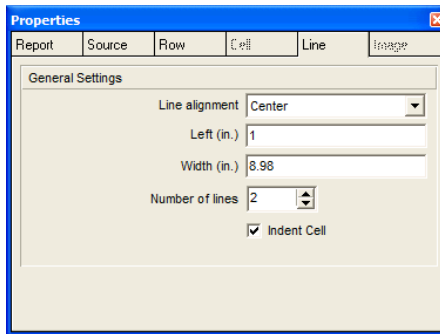 Properties
Report Source Row Cell Line Image
General Settings
Line alignment Center
Left (in.) 1
Width (in.) 8.98
Number of lines 2
Indent Cell